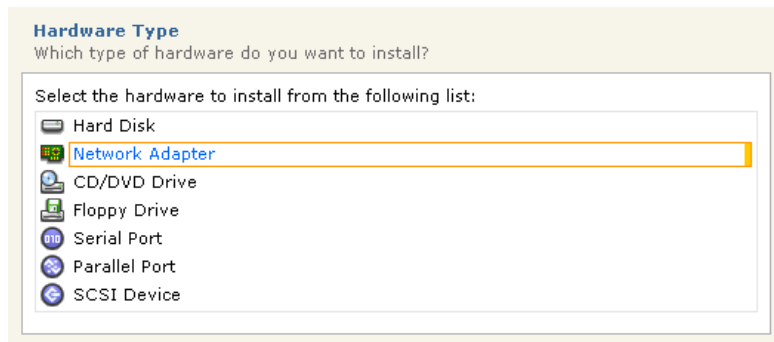 Hardware Type
Which type of hardware do you want to install?
Select the hardware to install from the following list:
Hard Disk
Network Adapter
CD/DVD Drive
Floppy Drive
Serial Port
Parallel Port
SCSI Device